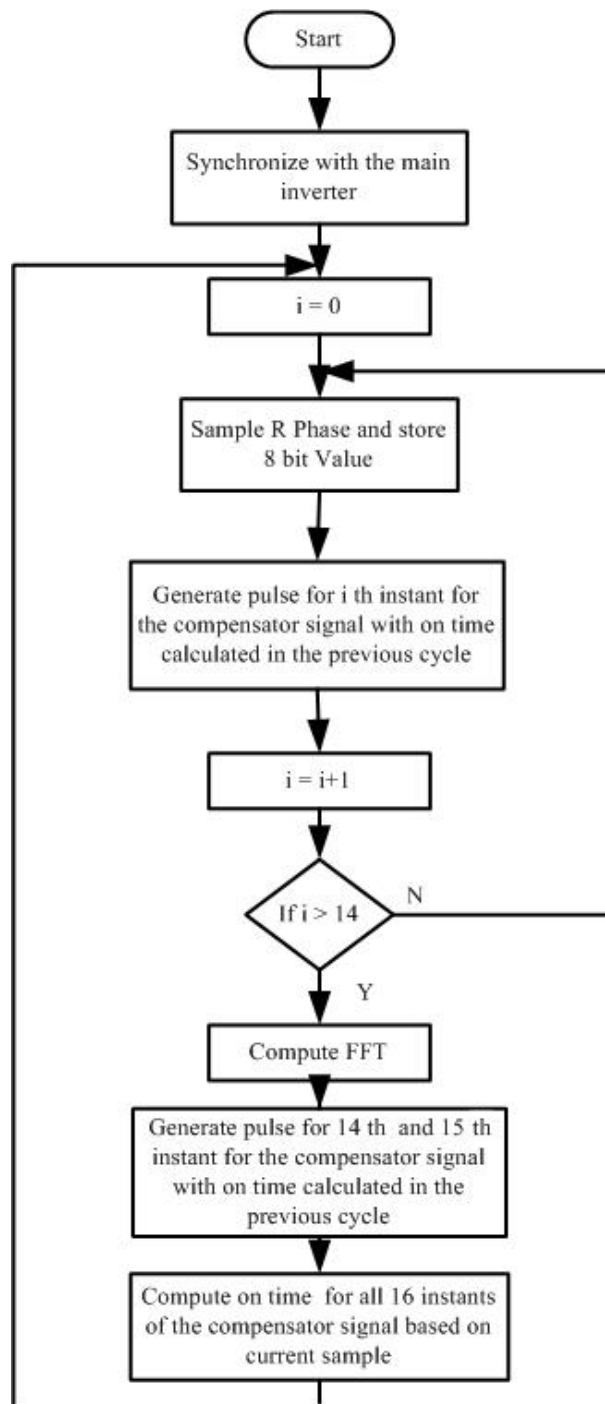 Start
Synchronize with the main
inverter
i = 0
Sample R Phase and store
8 bit Value
Generate pulse for i th instant for
the compensator signal with on time
calculated in the previous cycle
i = i+1
If i > 14
N
Y
Compute FFT
Generate pulse for 14 th and 15 th
instant for the compensator signal
with on time calculated in the
previous cycle
Compute on time for all 16 instants
of the compensator signal based on
current sample